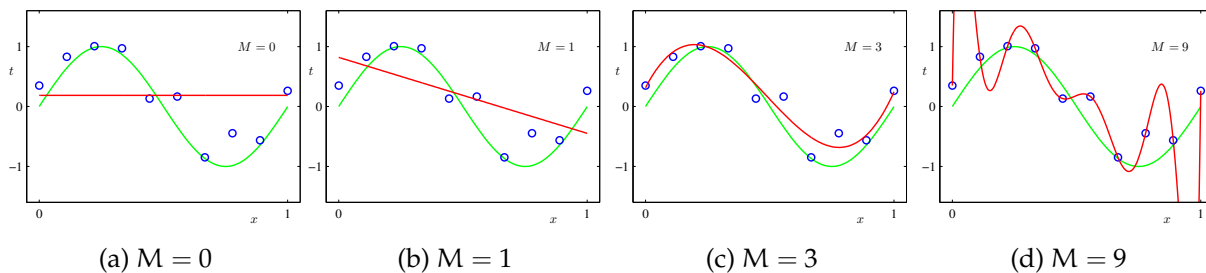 M = 0
t
1
0
−1
0
x
1
(a) M = 0
M = 1
t
1
0
−1
0
x
1
(b) M = 1
M = 3
t
1
0
−1
0
x
1
(c) M = 3
M = 9
t
1
0
−1
0
x
1
(d) M = 9